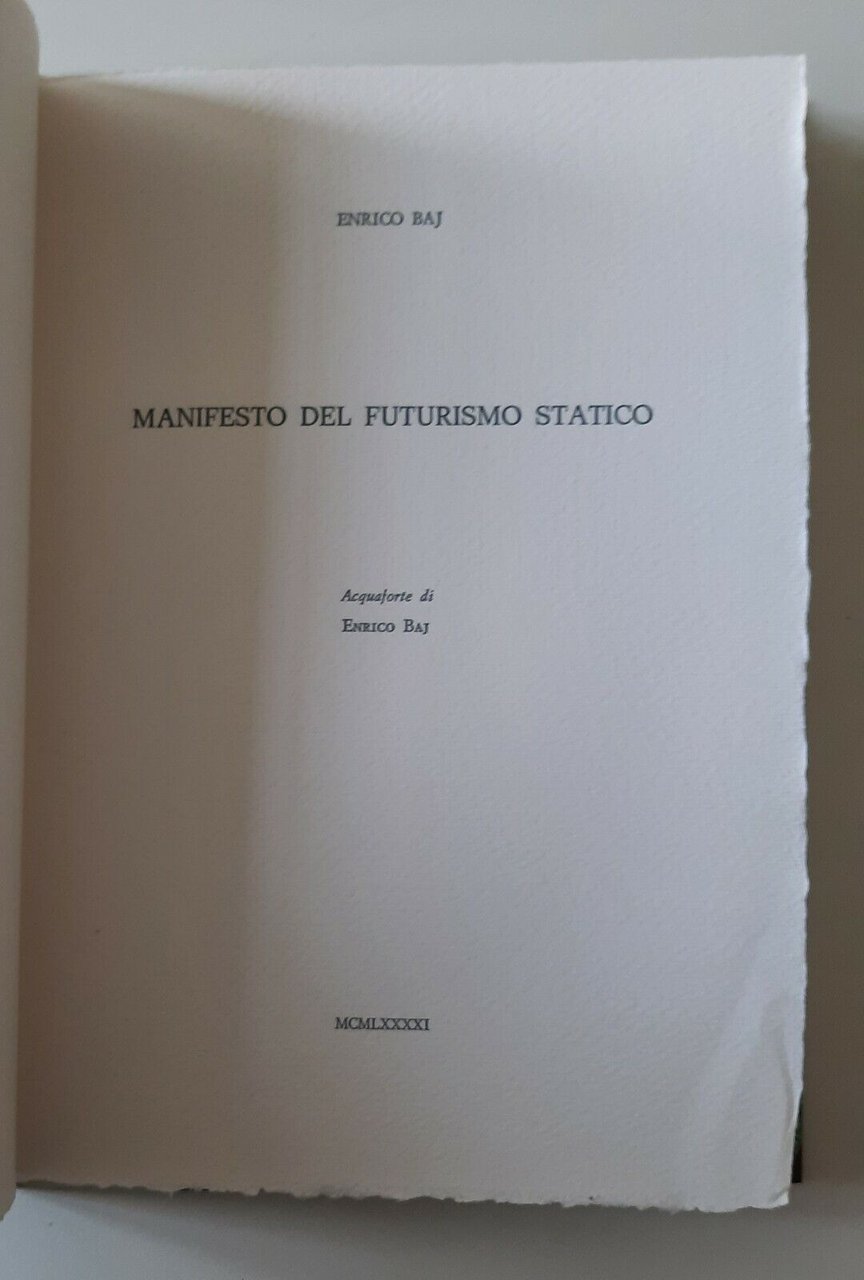 ENRICO BAJ
MANIFESTO DEL FUTURISMO STATICO
Acquaforte di
ENRICO BAJ
MCMLXXXXI